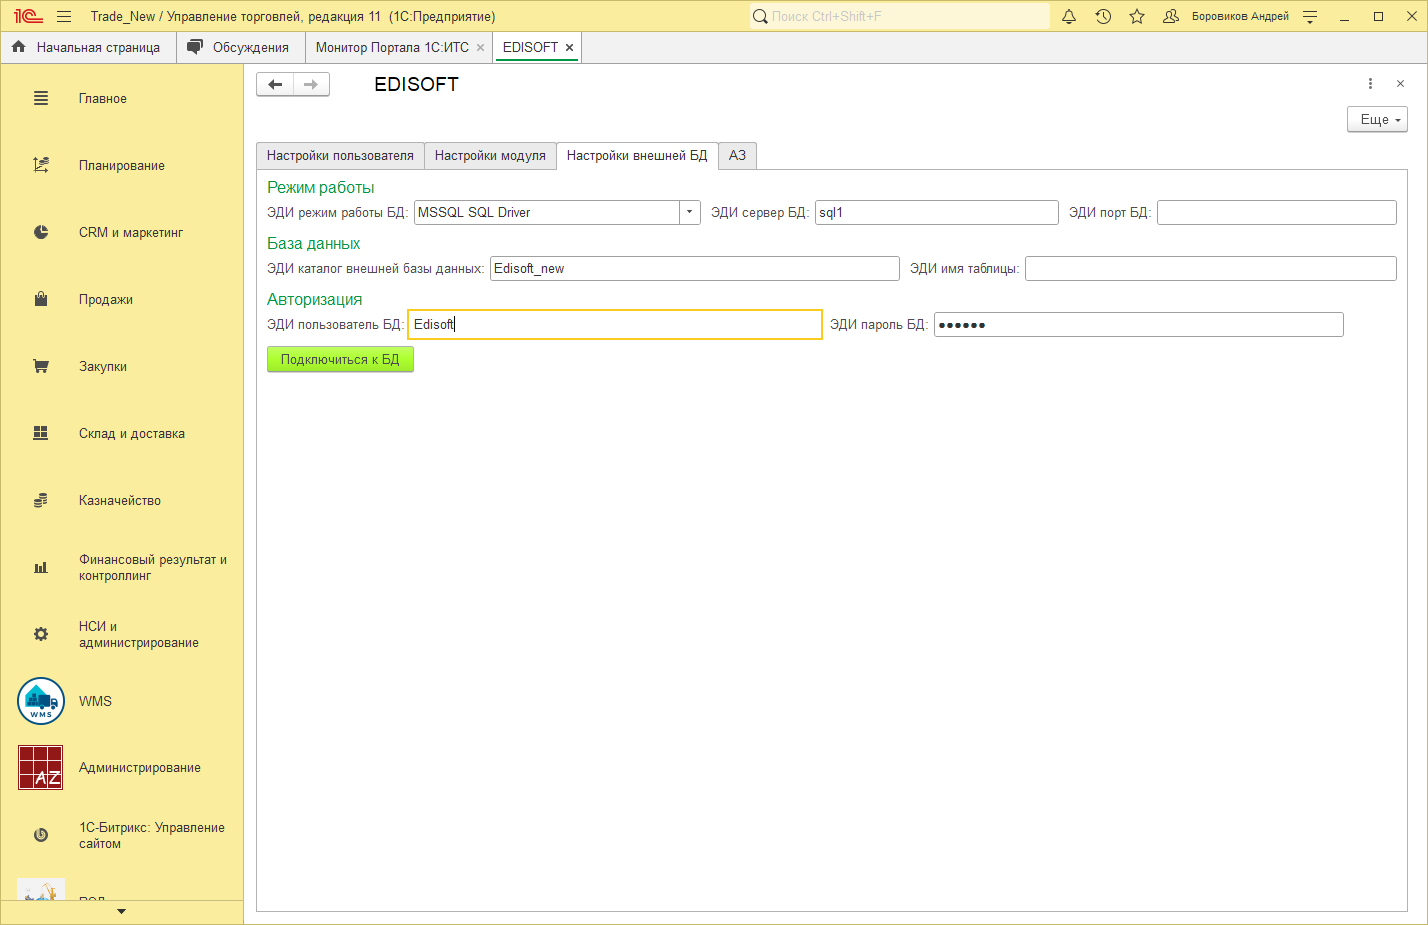 Trade_New / Управление торговлей, редакция 11 (1С:Предприятие)
Поиск Ctrl+Shift+F
Боровиков Андрей
Начальная страница
Обсуждения
Монитор Портала 1С:ИТС
EDISOFT
Главное
Планирование
CRM и маркетинг
Продажи
Закупки
Склад и доставка
Казначейство
Финансовый результат и
контроллинг
НСИ и
администрирование
WMS
WMS
AZ
Администрирование
1С-Битрикс: Управление
сайтом
EDISOFT
Еще
Настройки пользователя
Настройки модуля
Настройки внешней БД
АЗ
Режим работы
ЭДИ режим работы БД: MSSQL SQL Driver
ЭДИ сервер БД: sql1
ЭДИ порт БД:
База данных
ЭДИ каталог внешней базы данных: Edisoft_new
ЭДИ имя таблицы:
Авторизация
ЭДИ пользователь БД: Edisoft
ЭДИ пароль БД: ●●●●●●
Подключиться к БД